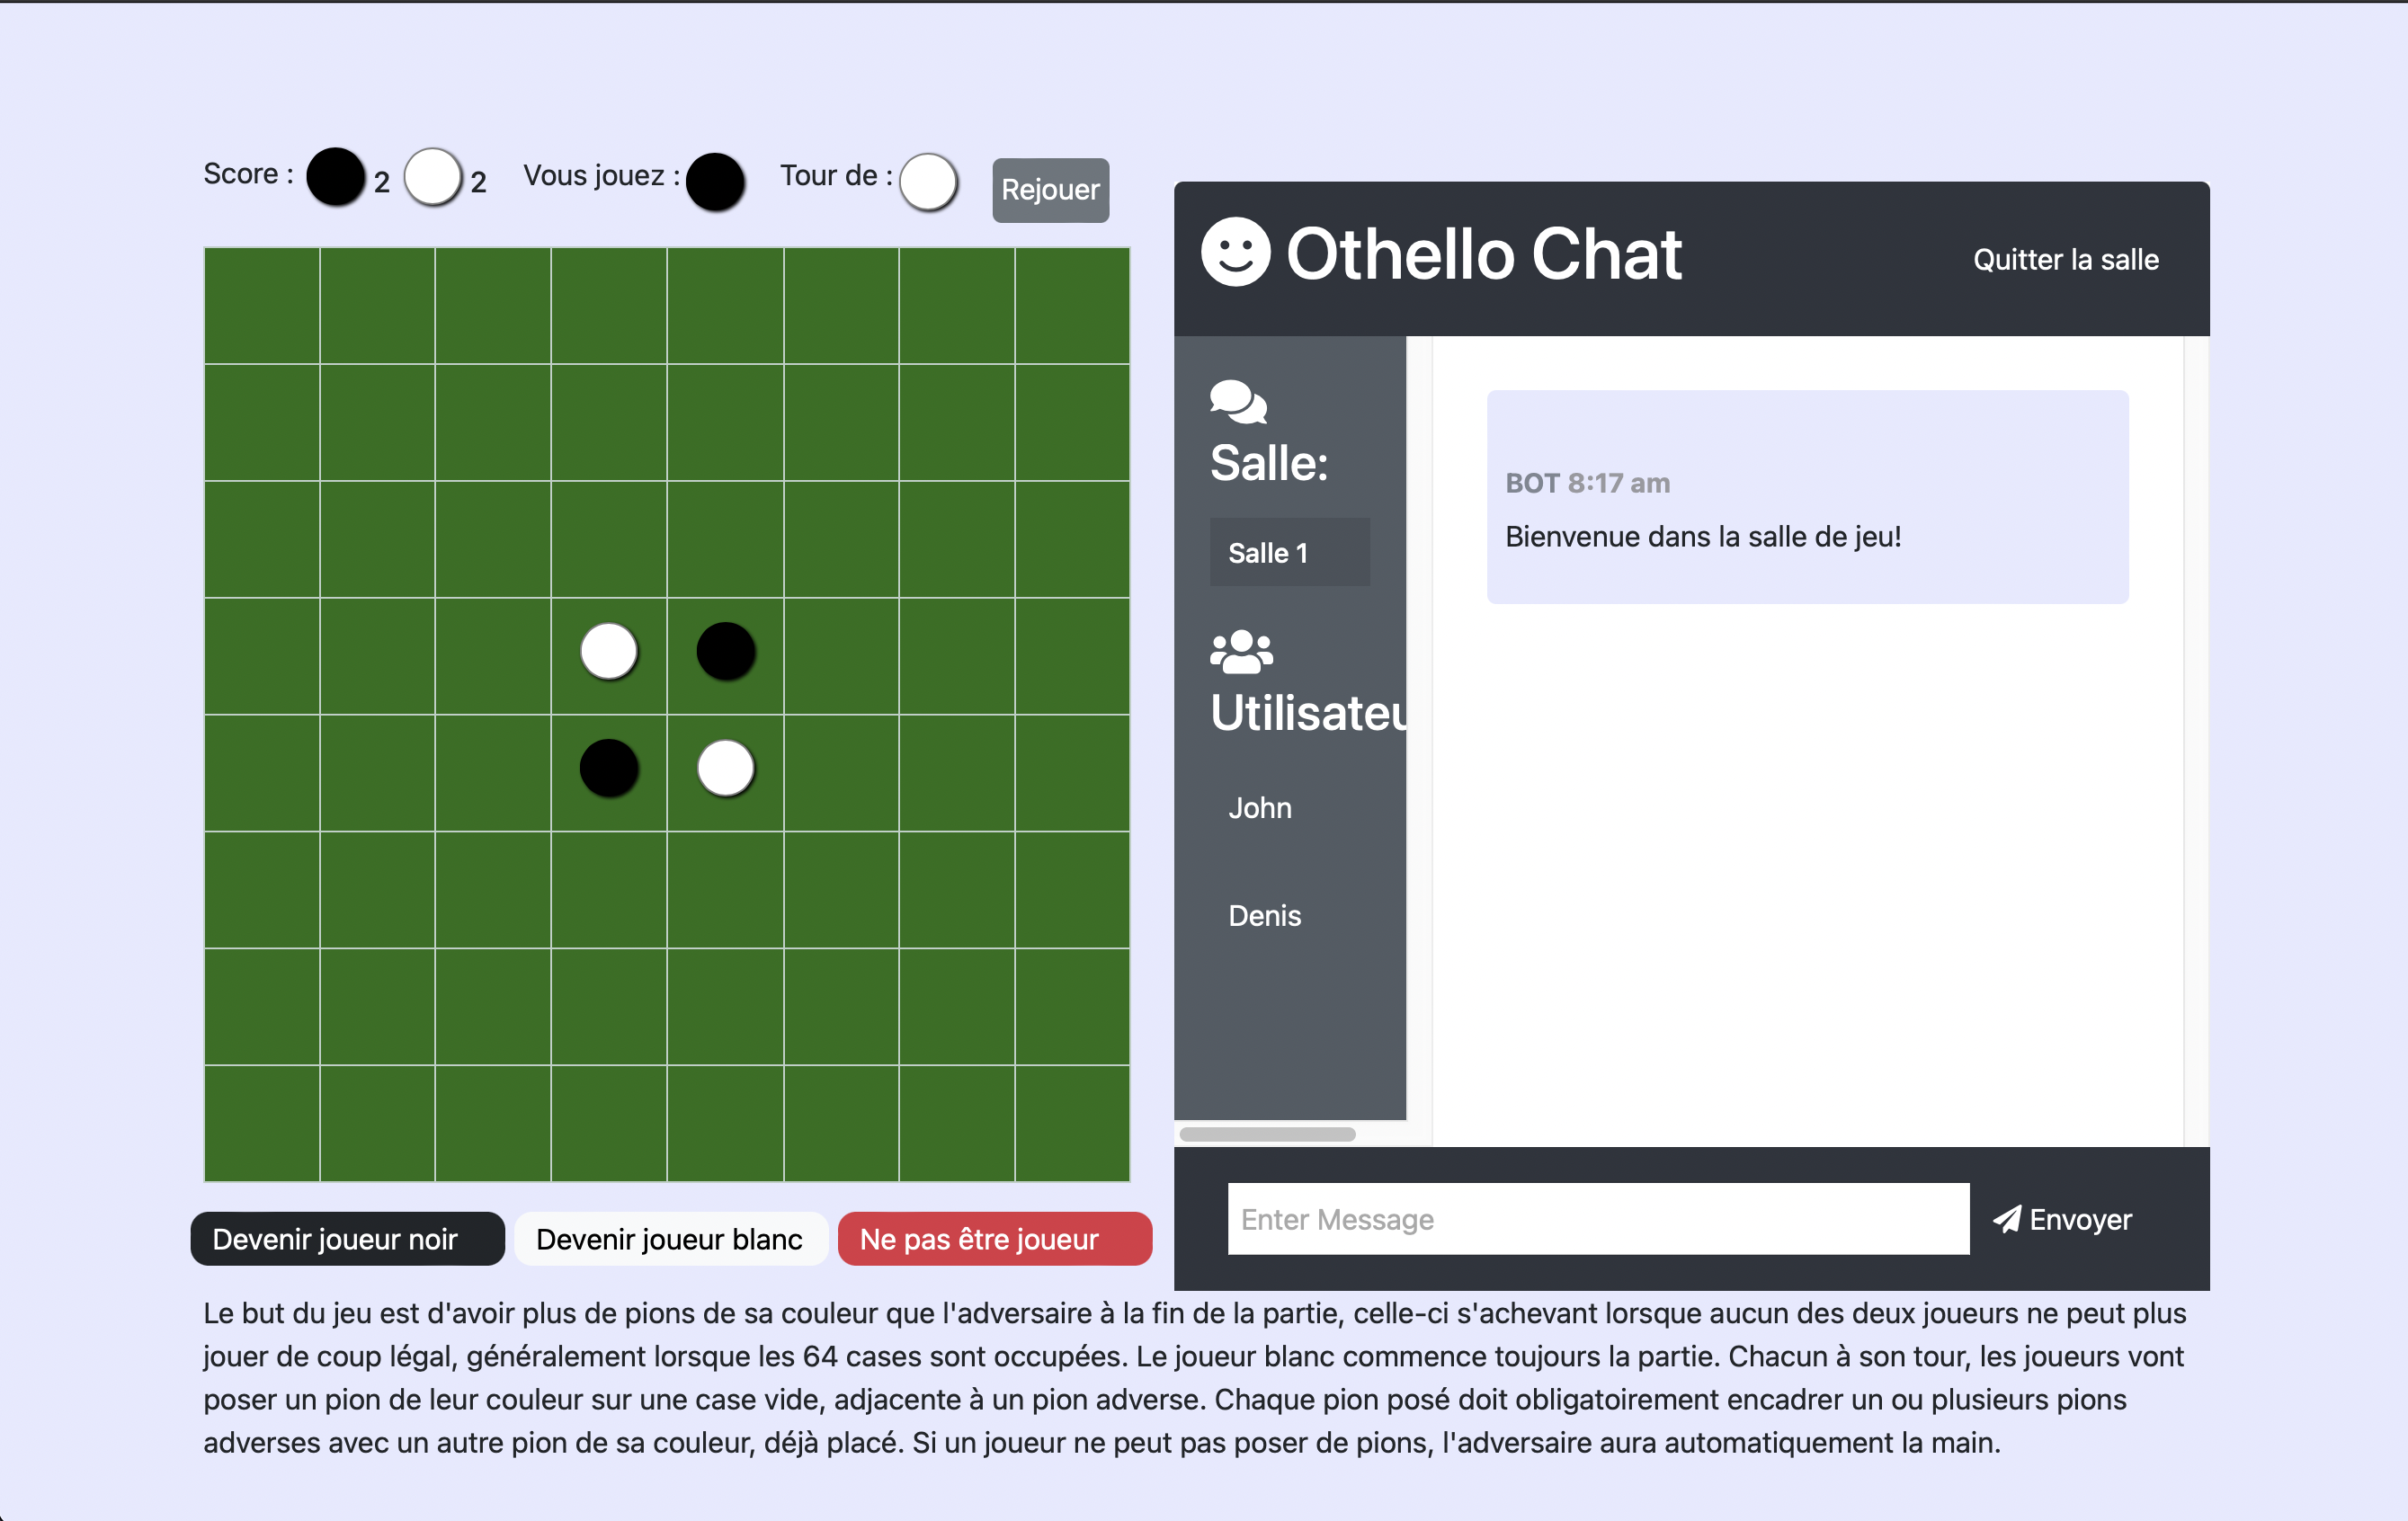 Score : 2 2 Vous jouez : Tour de : Rejouer
Othello Chat
Quitter la salle
Salle:
Salle 1
Utilisateu
John
Denis
BOT 8:17 am
Bienvenue dans la salle de jeu!
Enter Message
Envoyer
Devenir joueur noir
Devenir joueur blanc
Ne pas être joueur
Le but du jeu est d'avoir plus de pions de sa couleur que l'adversaire à la fin de la partie, celle-ci s'achevant lorsque aucun des deux joueurs ne peut plus
jouer de coup légal, généralement lorsque les 64 cases sont occupées. Le joueur blanc commence toujours la partie. Chacun à son tour, les joueurs vont
poser un pion de leur couleur sur une case vide, adjacente à un pion adverse. Chaque pion posé doit obligatoirement encadrer un ou plusieurs pions
adverses avec un autre pion de sa couleur, déjà placé. Si un joueur ne peut pas poser de pions, l'adversaire aura automatiquement la main.